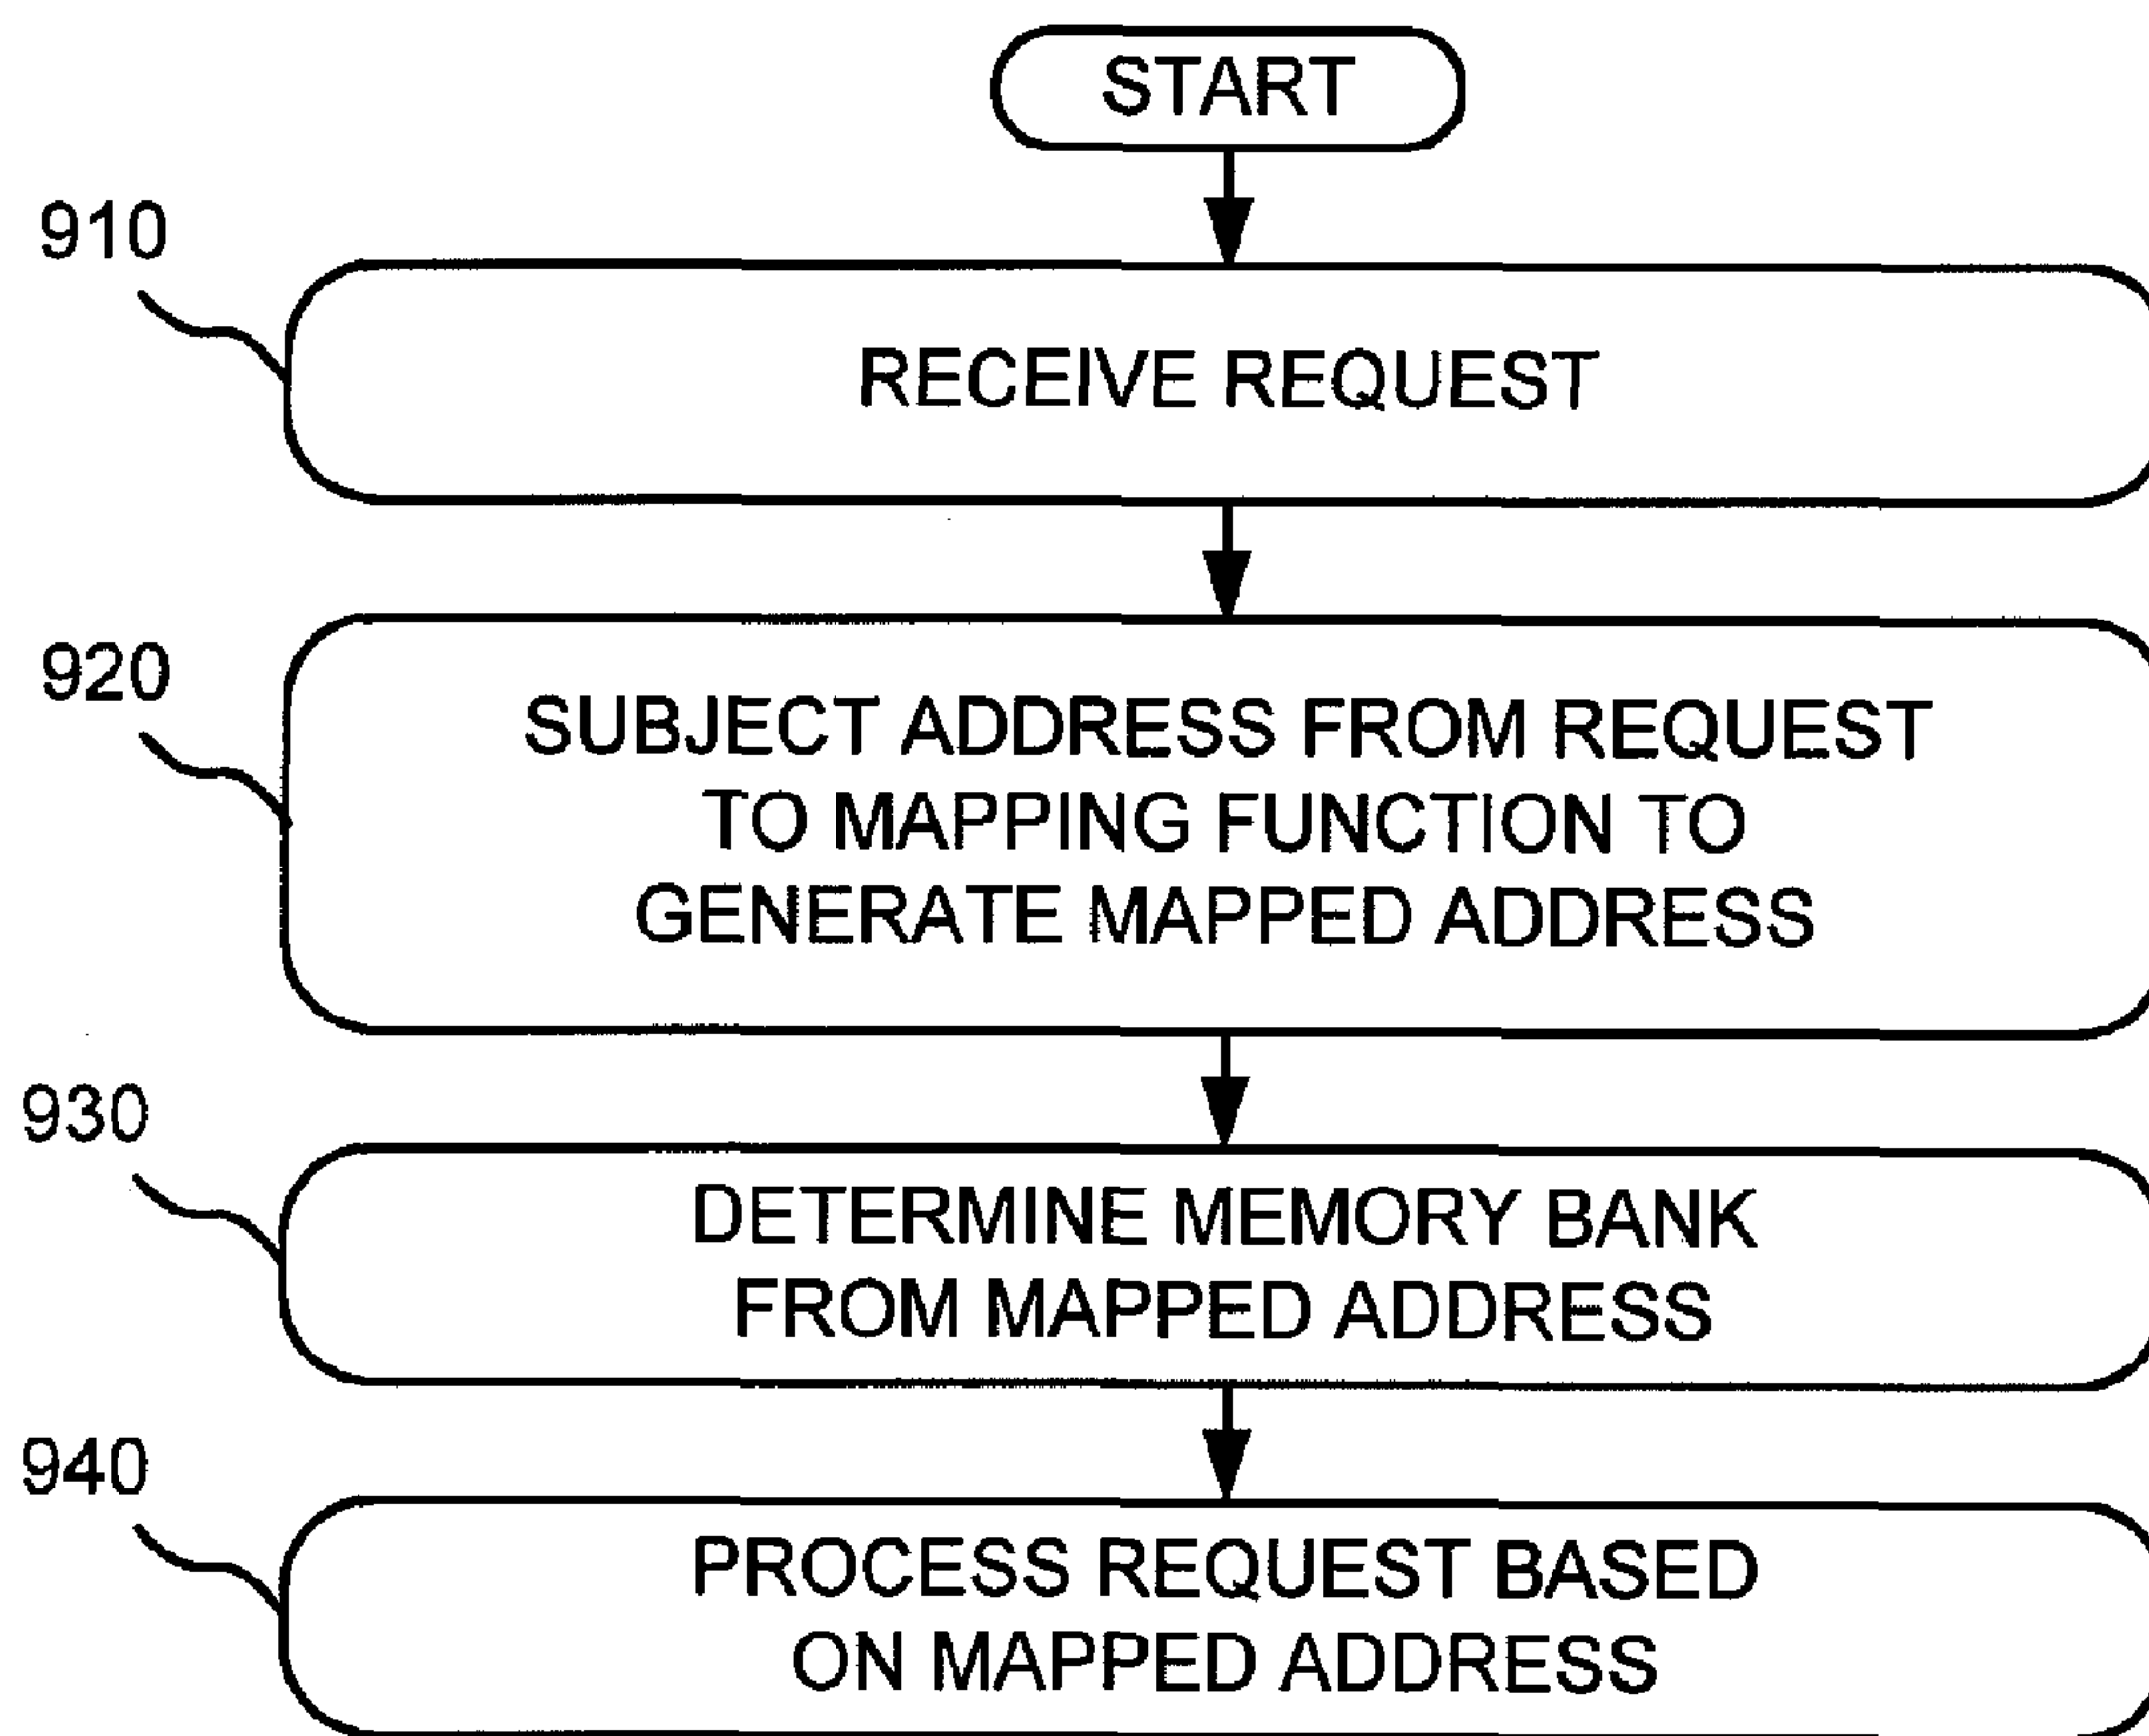 START
910
RECEIVE REQUEST
920
SUBJECT ADDRESS FROM REQUEST
TO MAPPING FUNCTION TO
GENERATE MAPPED ADDRESS
930
DETERMINE MEMORY BANK
FROM MAPPED ADDRESS
940
PROCESS REQUEST BASED
ON MAPPED ADDRESS